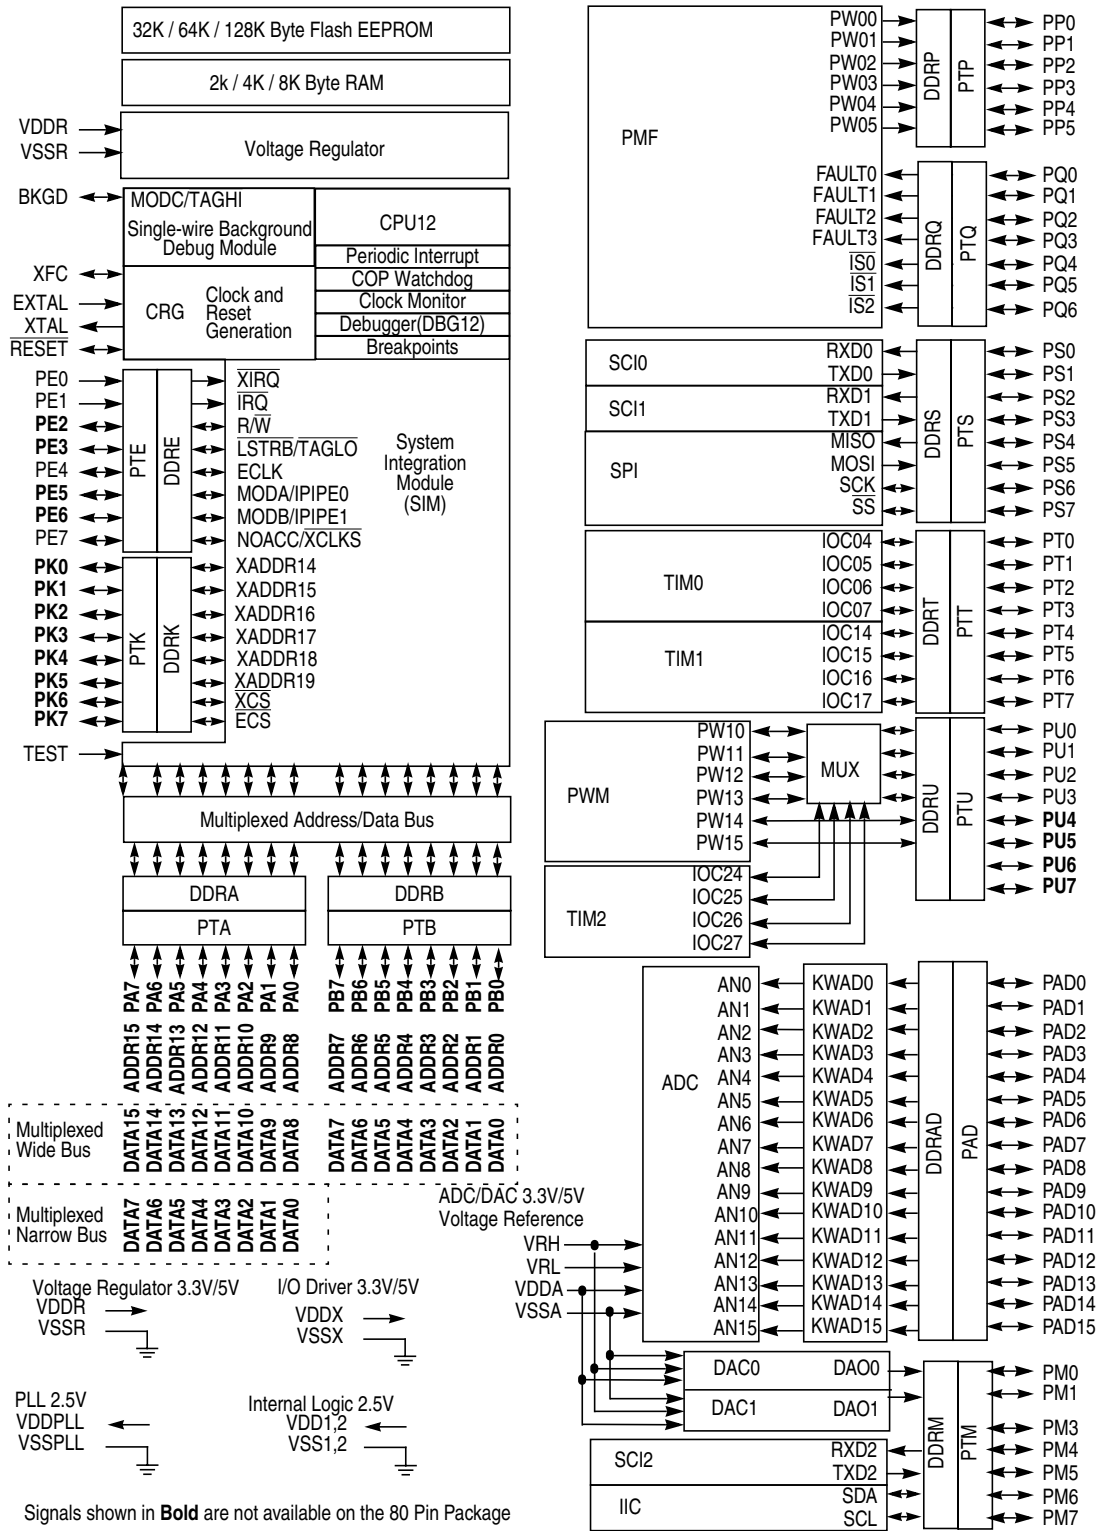 32K / 64K / 128K Byte Flash EEPROM
2k / 4K / 8K Byte RAM
VDDR
VSSR
Voltage Regulator
BKGD
MODC/TAGHI
Single-wire Background
Debug Module
CPU12
Periodic Interrupt
COP Watchdog
Clock Monitor
Debugger(DBG12)
Breakpoints
XFC
EXTAL
XTAL
RESET
CRG
Clock and
Reset
Generation
PE0
PE1
PE2
PE3
PE4
PE5
PE6
PE7
PTE
DDRE
XIRQ
IRQ
R/W
LSTRB/TAGLO
ECLK
MODA/IPIPE0
MODB/IPIPE1
NOACC/XCLKS
System
Integration
Module
(SIM)
PK0
PK1
PK2
PK3
PK4
PK5
PK6
PK7
PTK
DDRK
XADDR14
XADDR15
XADDR16
XADDR17
XADDR18
XADDR19
XCS
ECS
TEST
Multiplexed Address/Data Bus
DDRA
DDRB
PTA
PTB
PA7
PA6
PA5
PA4
PA3
PA2
PA1
PA0
PB7
PB6
PB5
PB4
PB3
PB2
PB1
PB0
ADDR15
ADDR14
ADDR13
ADDR12
ADDR11
ADDR10
ADDR9
ADDR8
ADDR7
ADDR6
ADDR5
ADDR4
ADDR3
ADDR2
ADDR1
ADDR0
Multiplexed
Wide Bus
DATA15
DATA14
DATA13
DATA12
DATA11
DATA10
DATA9
DATA8
DATA7
DATA6
DATA5
DATA4
DATA3
DATA2
DATA1
DATA0
Multiplexed
Narrow Bus
DATA7
DATA6
DATA5
DATA4
DATA3
DATA2
DATA1
DATA0
Voltage Regulator 3.3V/5V
VDDR
VSSR
I/O Driver 3.3V/5V
VDDX
VSSX
PLL 2.5V
VDDPLL
VSSPLL
Internal Logic 2.5V
VDD1,2
VSS1,2
Signals shown in Bold are not available on the 80 Pin Package
PMF
PW00
PW01
PW02
PW03
PW04
PW05
DDRP
PTP
PP0
PP1
PP2
PP3
PP4
PP5
FAULT0
FAULT1
FAULT2
FAULT3
IS0
IS1
IS2
DDRQ
PTQ
PQ0
PQ1
PQ2
PQ3
PQ4
PQ5
PQ6
SCI0
RXD0
TXD0
SCI1
RXD1
TXD1
SPI
MISO
MOSI
SCK
SS
DDRS
PTS
PS0
PS1
PS2
PS3
PS4
PS5
PS6
PS7
TIM0
IOC04
IOC05
IOC06
IOC07
TIM1
IOC14
IOC15
IOC16
IOC17
DDRT
PTT
PT0
PT1
PT2
PT3
PT4
PT5
PT6
PT7
PWM
PW10
PW11
PW12
PW13
PW14
PW15
MUX
DDRU
PTU
PU0
PU1
PU2
PU3
PU4
PU5
PU6
PU7
TIM2
IOC24
IOC25
IOC26
IOC27
ADC
AN0
AN1
AN2
AN3
AN4
AN5
AN6
AN7
AN8
AN9
AN10
AN11
AN12
AN13
AN14
AN15
KWAD0
KWAD1
KWAD2
KWAD3
KWAD4
KWAD5
KWAD6
KWAD7
KWAD8
KWAD9
KWAD10
KWAD11
KWAD12
KWAD13
KWAD14
KWAD15
DDRAD
PAD
PAD0
PAD1
PAD2
PAD3
PAD4
PAD5
PAD6
PAD7
PAD8
PAD9
PAD10
PAD11
PAD12
PAD13
PAD14
PAD15
ADC/DAC 3.3V/5V
Voltage Reference
VRH
VRL
VDDA
VSSA
DAC0
DAO0
DAC1
DAO1
SCI2
RXD2
TXD2
IIC
SDA
SCL
DDRM
PTM
PM0
PM1
PM3
PM4
PM5
PM6
PM7